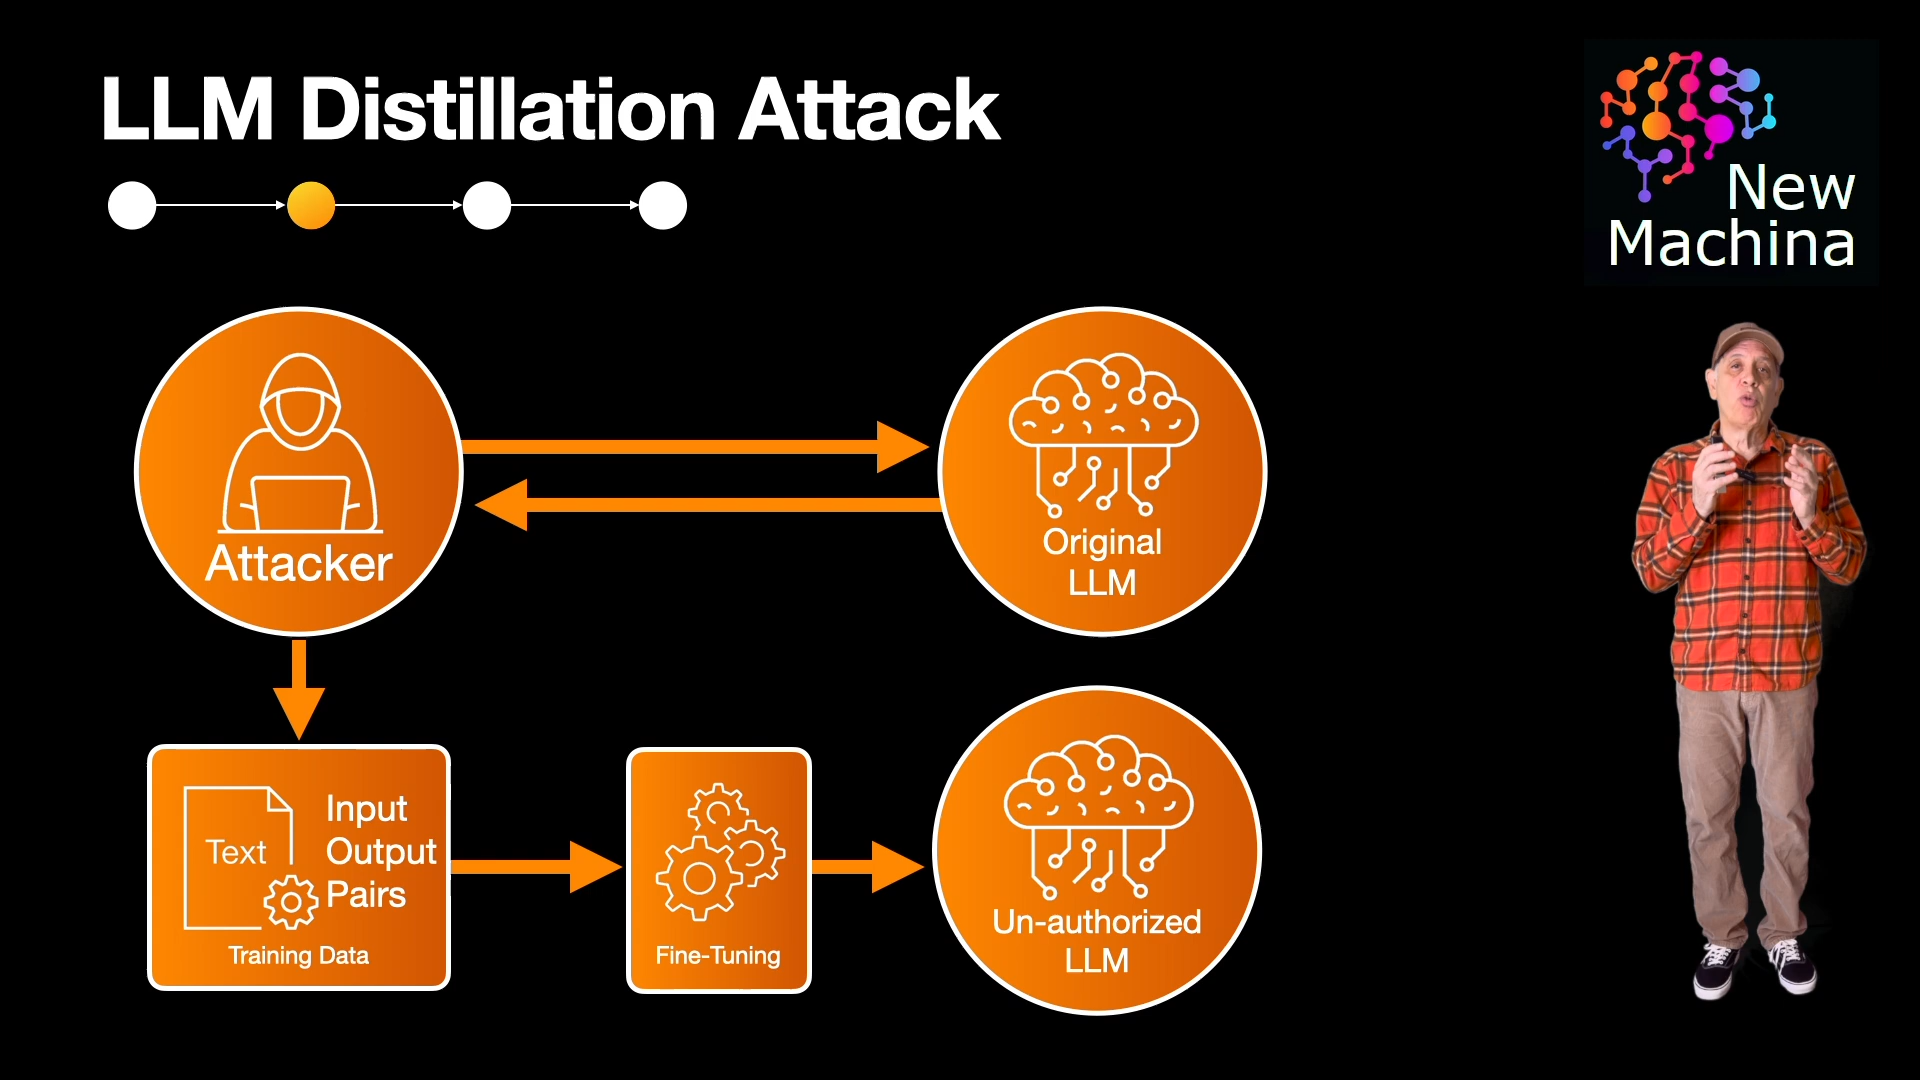 LLM Distillation Attack
New
Machina
Attacker
Original
LLM
Text
Input
Output
Pairs
Training Data
Fine-Tuning
Un-authorized
LLM